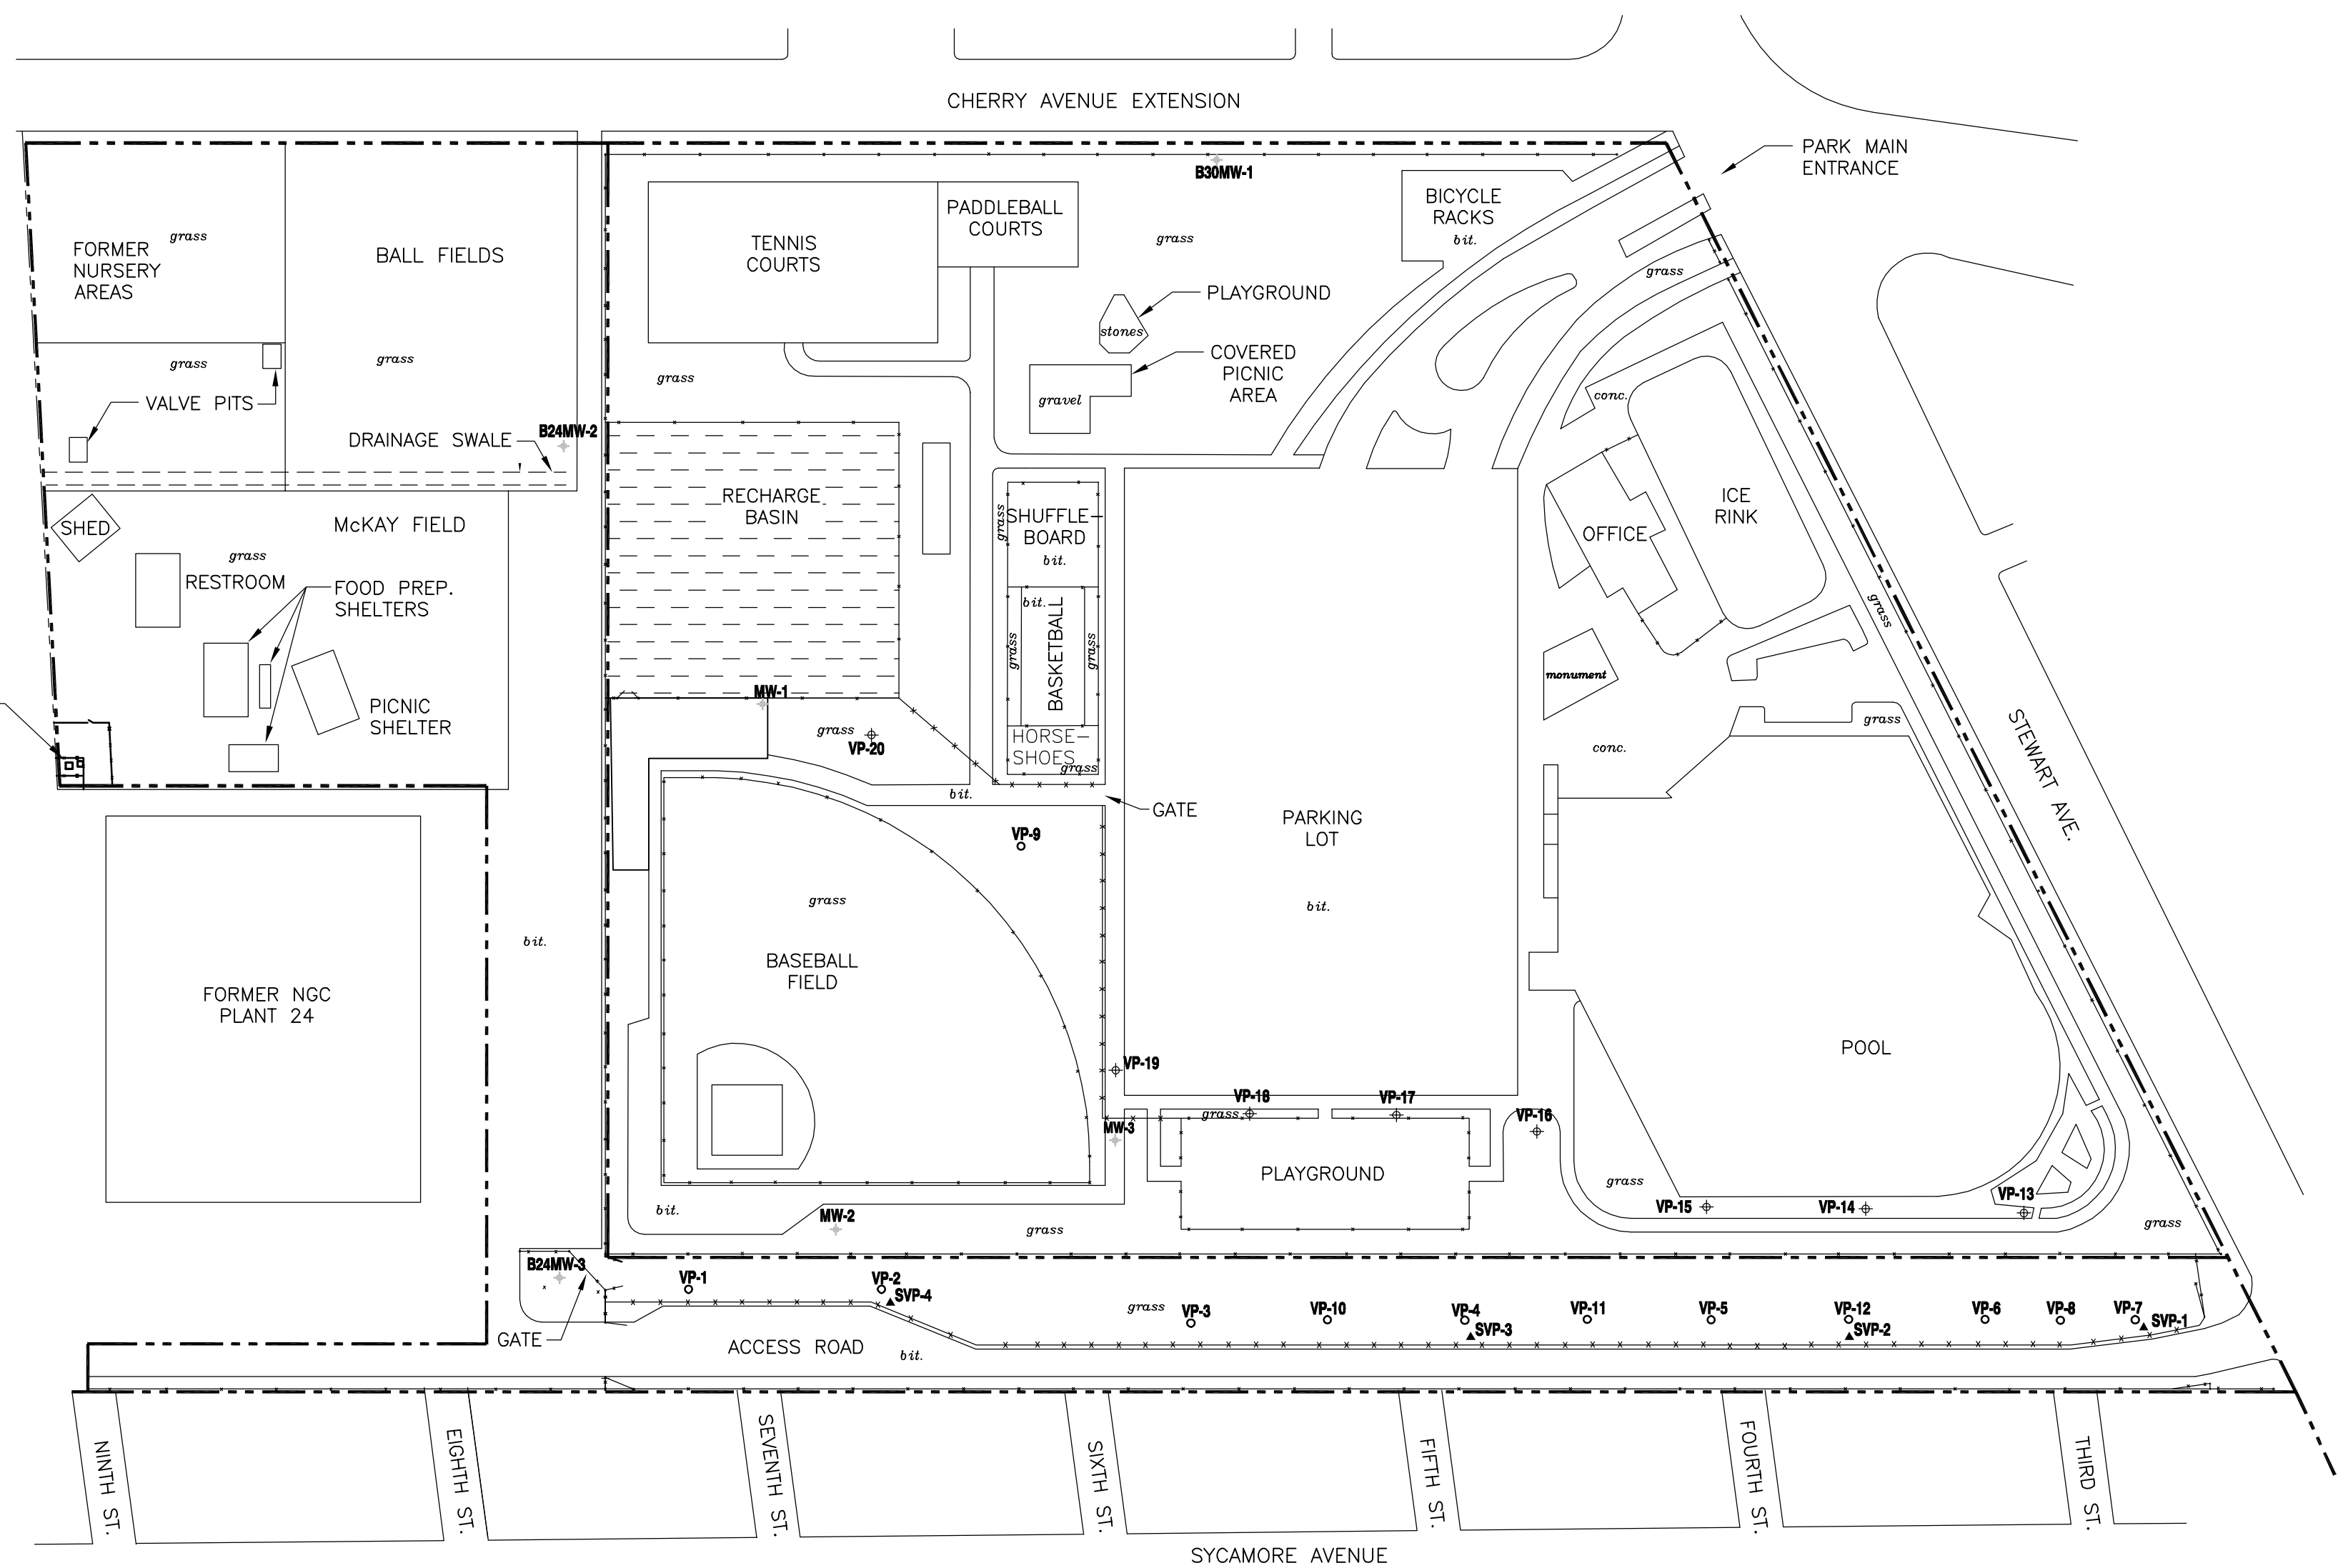 CHERRY AVENUE EXTENSION
PARK MAIN
ENTRANCE
B30MW-1
BICYCLE
RACKS
bit.
PADDLEBALL
COURTS
TENNIS
COURTS
grass
grass
FORMER
NURSERY
AREAS
grass
BALL FIELDS
grass
PLAYGROUND
stones
COVERED
PICNIC
AREA
gravel
grass
grass
grass
VALVE PITS
DRAINAGE SWALE
B24MW-2
conc.
ICE
RINK
OFFICE
grass
RECHARGE
BASIN
grass
SHUFFLE-
BOARD
bit.
SHED
McKAY FIELD
grass
RESTROOM
FOOD PREP.
SHELTERS
bit.
grass
BASKETBALL
grass
monument
PICNIC
SHELTER
MW-1
grass
VP-20
HORSE-
SHOES
grass
conc.
grass
STEWART AVE.
bit.
GATE
PARKING
LOT
VP-9
grass
bit.
bit.
BASEBALL
FIELD
FORMER NGC
PLANT 24
POOL
VP-19
VP-18
VP-17
grass
VP-16
MW-3
PLAYGROUND
grass
VP-15
VP-14
VP-13
bit.
MW-2
grass
grass
B24MW-3
VP-1
VP-2
SVP-4
grass
VP-3
VP-10
VP-4
SVP-3
VP-11
VP-5
VP-12
SVP-2
VP-6
VP-8
VP-7
SVP-1
GATE
ACCESS ROAD
bit.
NINTH ST.
EIGHTH ST.
SEVENTH ST.
SIXTH ST.
FIFTH ST.
FOURTH ST.
THIRD ST.
SYCAMORE AVENUE